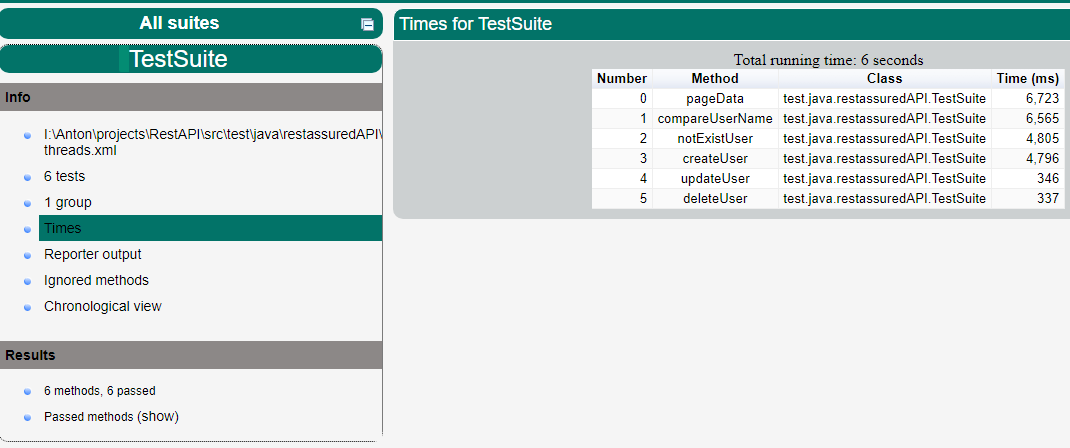 All suites
TestSuite
Info
I:\Anton\projects\RestAPI\src\test\java\restassuredAPI\
threads.xml
6 tests
1 group
Times
Reporter output
Ignored methods
Chronological view
Results
6 methods, 6 passed
Passed methods (show)
Times for TestSuite
Total running time: 6 seconds
Number Method Class Time (ms)
0 pageData test.java.restassuredAPI.TestSuite 6,723
1 compareUserName test.java.restassuredAPI.TestSuite 6,565
2 notExistUser test.java.restassuredAPI.TestSuite 4,805
3 createUser test.java.restassuredAPI.TestSuite 4,796
4 updateUser test.java.restassuredAPI.TestSuite 346
5 deleteUser test.java.restassuredAPI.TestSuite 337